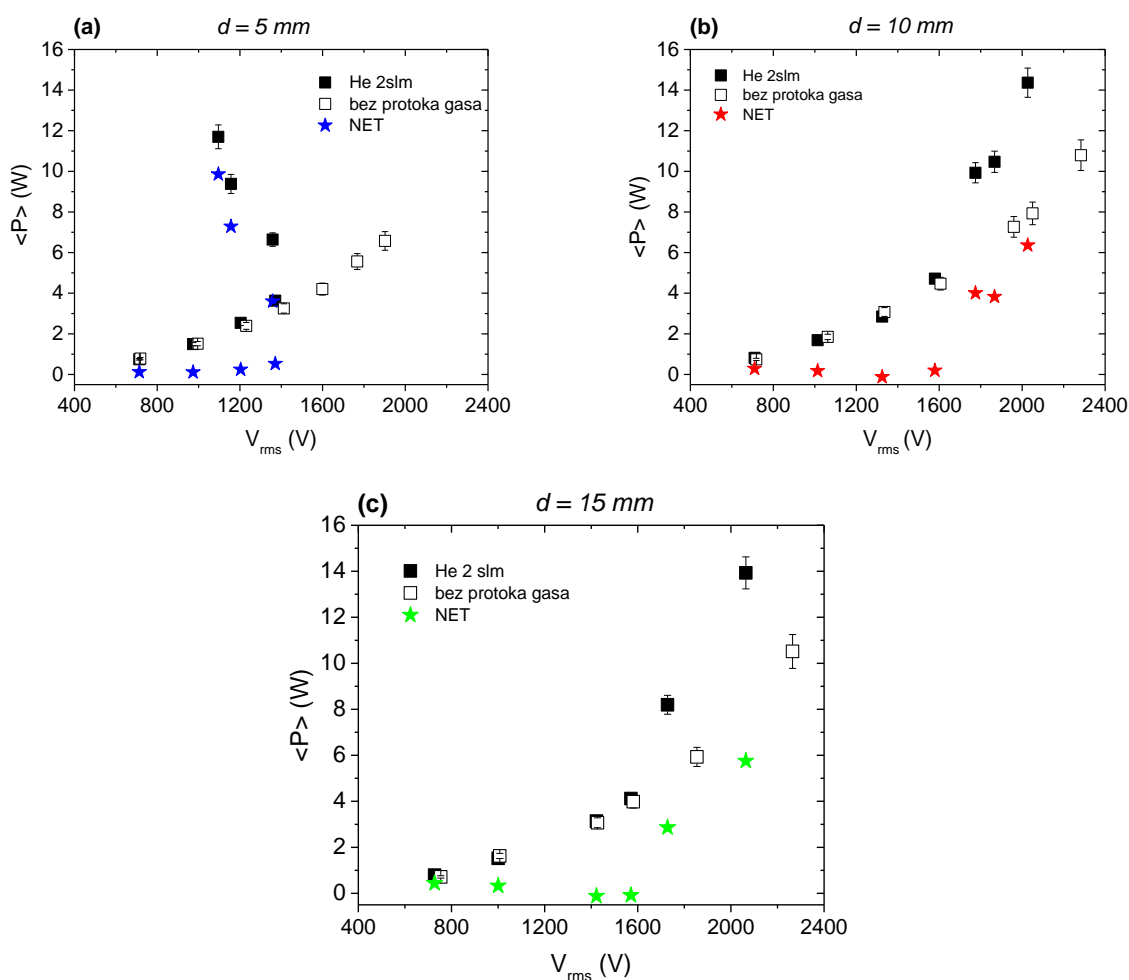 (a)
d = 5 mm
16
14
12
10
8
6
4
2
0
<P> (W)
He 2slm
bez protoka gasa
NET
400 800 1200 1600 2000 2400
Vrms (V)
(b)
d = 10 mm
16
14
12
10
8
6
4
2
0
<P> (W)
He 2slm
bez protoka gasa
NET
400 800 1200 1600 2000 2400
Vrms (V)
(c)
d = 15 mm
16
14
12
10
8
6
4
2
0
<P> (W)
He 2 slm
bez protoka gasa
NET
400 800 1200 1600 2000 2400
Vrms (V)